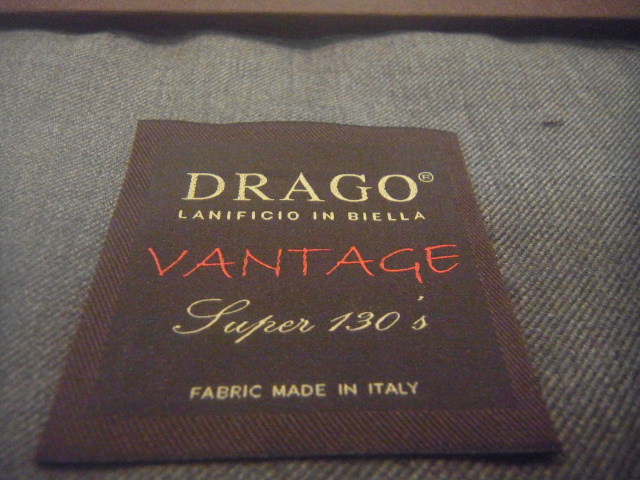 DRAGO®
LANIFICIO IN BIELLA
VANTAGE
Super 130's
FABRIC MADE IN ITALY